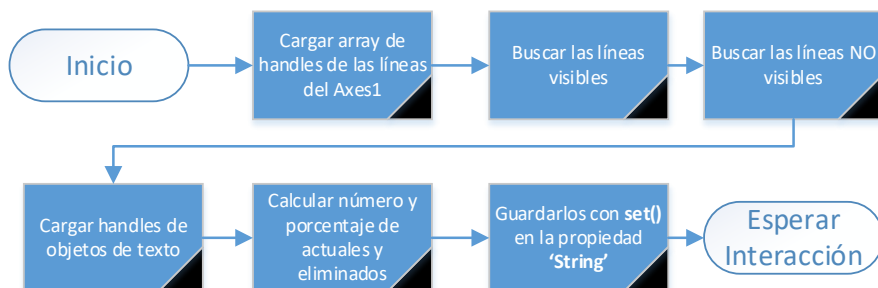 Inicio
Cargar array de
handles de las líneas
del Axes1
Buscar las líneas
visibles
Buscar las líneas NO
visibles
Cargar handles de
objetos de texto
Calcular número y
porcentaje de
actuales y
eliminados
Guardarlos con set()
en la propiedad
‘String’
Esperar
Interacción